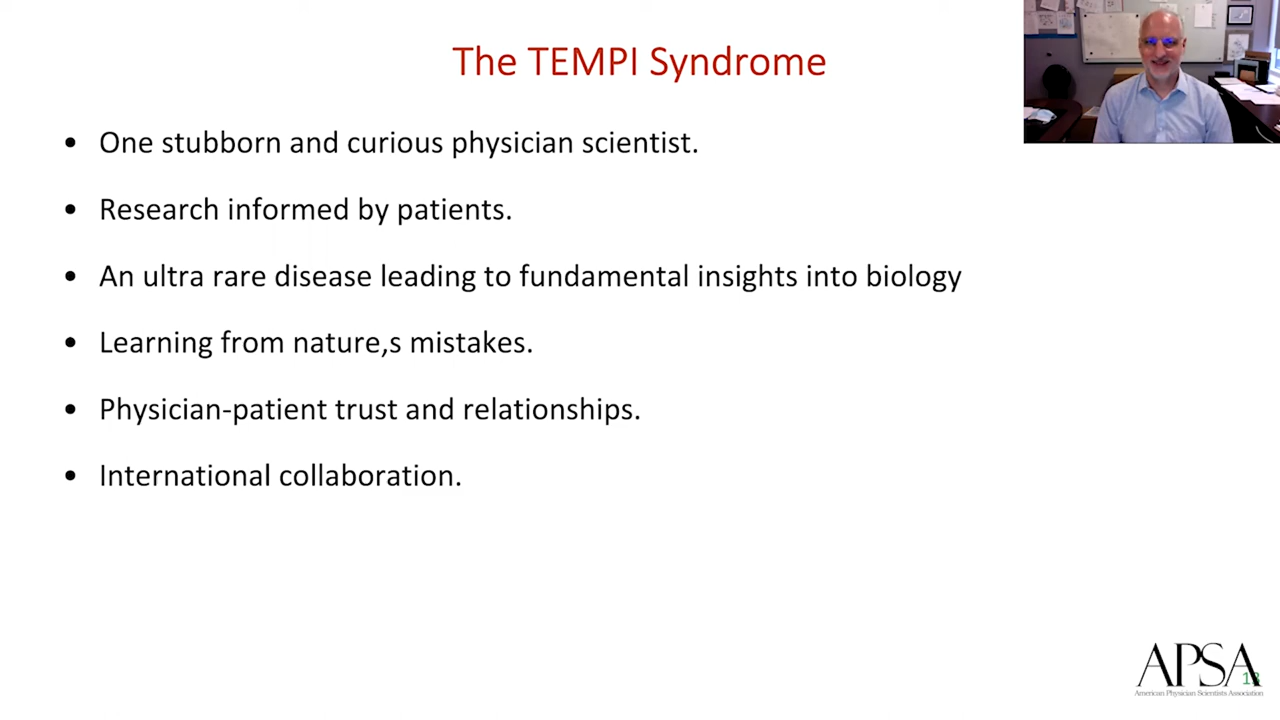 The TEMPI Syndrome
• One stubborn and curious physician scientist.
• Research informed by patients.
• An ultra rare disease leading to fundamental insights into biology
• Learning from nature,s mistakes.
• Physician-patient trust and relationships.
• International collaboration.
APSA
American Physician Scientists Association